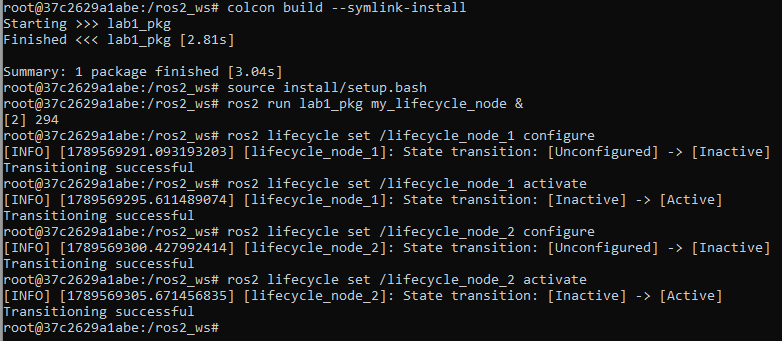 root@37c2629a1abe:/ros2_ws# colcon build --symlink-install
Starting >>> lab1_pkg
Finished <<< lab1_pkg [2.81s]

Summary: 1 package finished [3.04s]
root@37c2629a1abe:/ros2_ws# source install/setup.bash
root@37c2629a1abe:/ros2_ws# ros2 run lab1_pkg my_lifecycle_node &
[2] 294
root@37c2629a1abe:/ros2_ws# ros2 lifecycle set /lifecycle_node_1 configure
[INFO] [1789569291.093193203] [lifecycle_node_1]: State transition: [Unconfigured] -> [Inactive]
Transitioning successful
root@37c2629a1abe:/ros2_ws# ros2 lifecycle set /lifecycle_node_1 activate
[INFO] [1789569295.611489074] [lifecycle_node_1]: State transition: [Inactive] -> [Active]
Transitioning successful
root@37c2629a1abe:/ros2_ws# ros2 lifecycle set /lifecycle_node_2 configure
[INFO] [1789569300.427992414] [lifecycle_node_2]: State transition: [Unconfigured] -> [Inactive]
Transitioning successful
root@37c2629a1abe:/ros2_ws# ros2 lifecycle set /lifecycle_node_2 activate
[INFO] [1789569305.671456835] [lifecycle_node_2]: State transition: [Inactive] -> [Active]
Transitioning successful
root@37c2629a1abe:/ros2_ws#